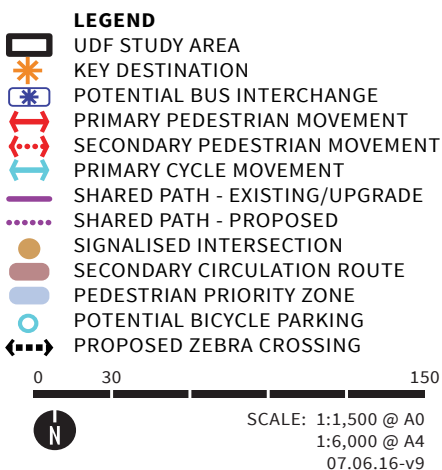 LEGEND
UDF STUDY AREA
KEY DESTINATION
POTENTIAL BUS INTERCHANGE
PRIMARY PEDESTRIAN MOVEMENT
SECONDARY PEDESTRIAN MOVEMENT
PRIMARY CYCLE MOVEMENT
SHARED PATH - EXISTING/UPGRADE
SHARED PATH - PROPOSED
SIGNALISED INTERSECTION
SECONDARY CIRCULATION ROUTE
PEDESTRIAN PRIORITY ZONE
POTENTIAL BICYCLE PARKING
PROPOSED ZEBRA CROSSING
0 30 150
N
SCALE: 1:1,500 @ A0
1:6,000 @ A4
07.06.16-v9